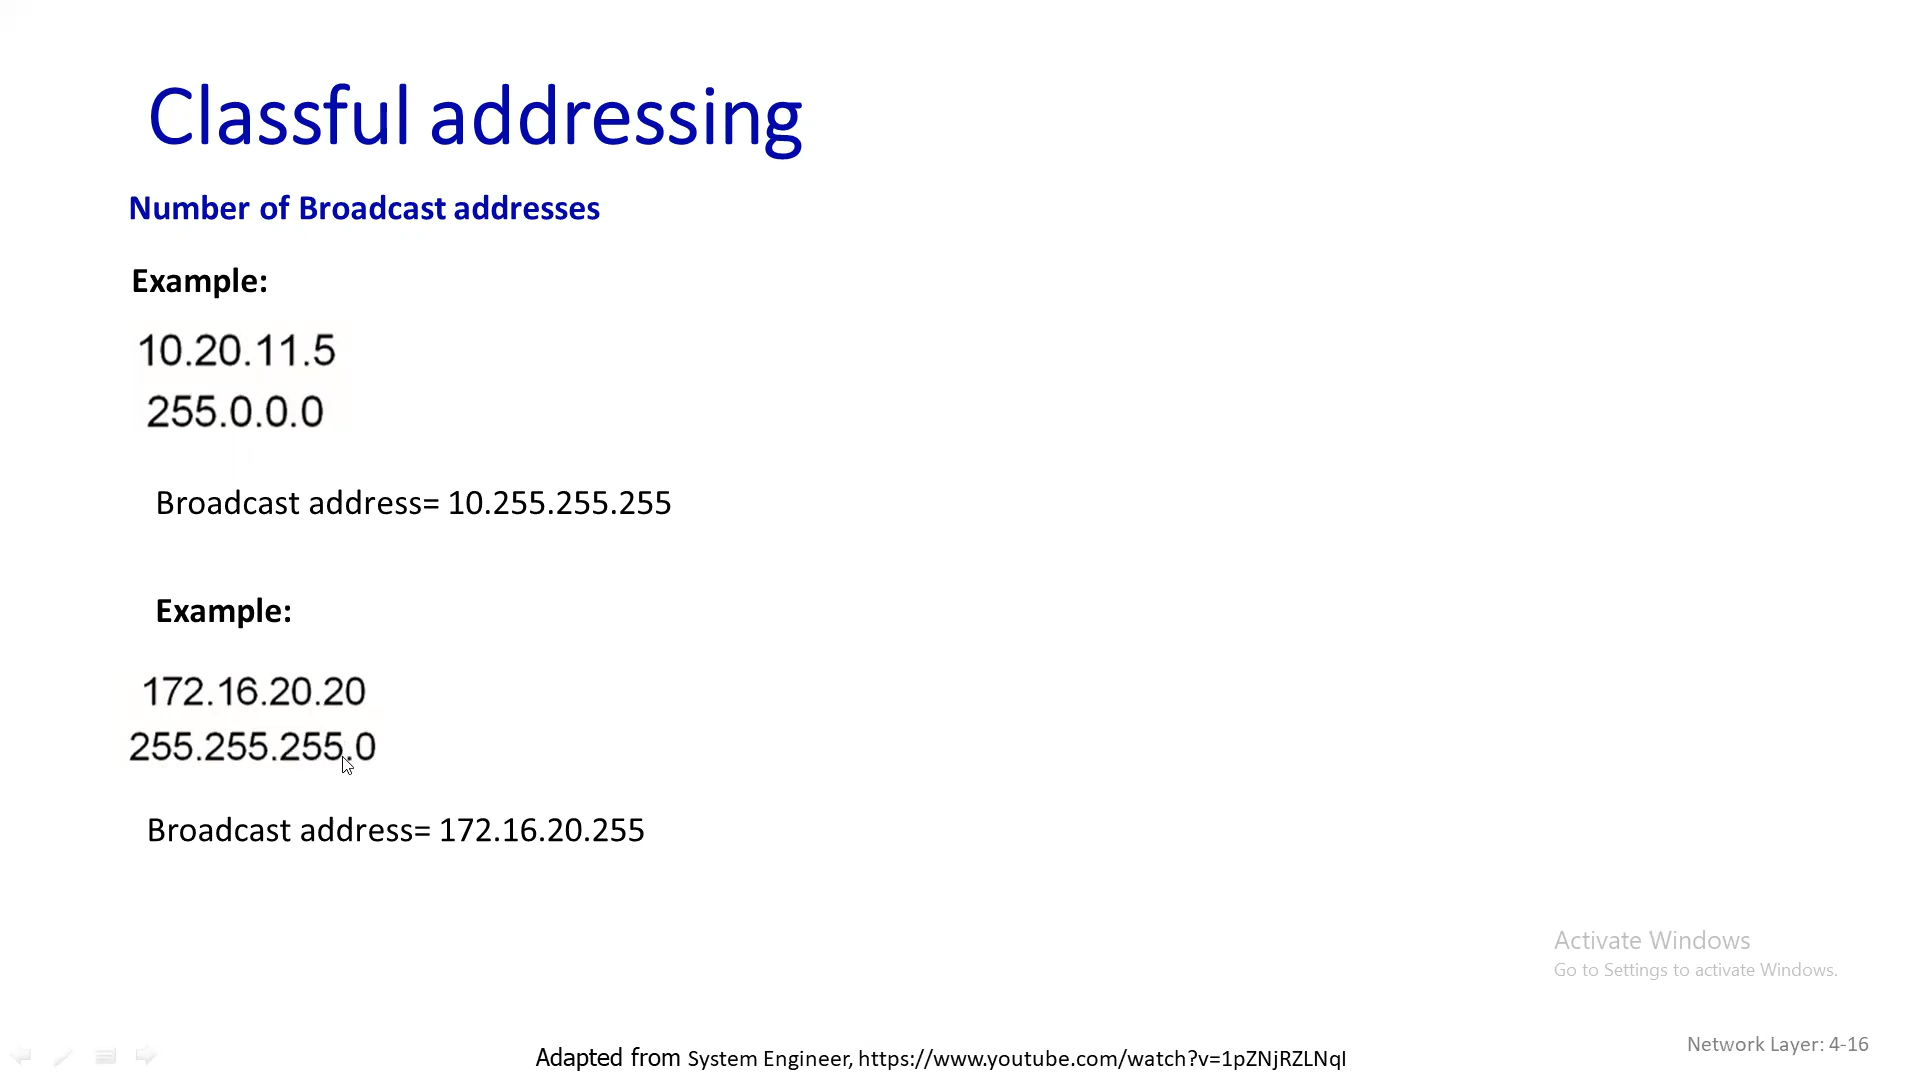 Classful addressing
Number of Broadcast addresses
Example:
10.20.11.5
255.0.0.0
Broadcast address= 10.255.255.255
Example:
172.16.20.20
255.255.255.0
Broadcast address= 172.16.20.255
Activate Windows
Go to Settings to activate Windows.
Network Layer: 4-16
Adapted from System Engineer, https://www.youtube.com/watch?v=1pZNjRZLNqI